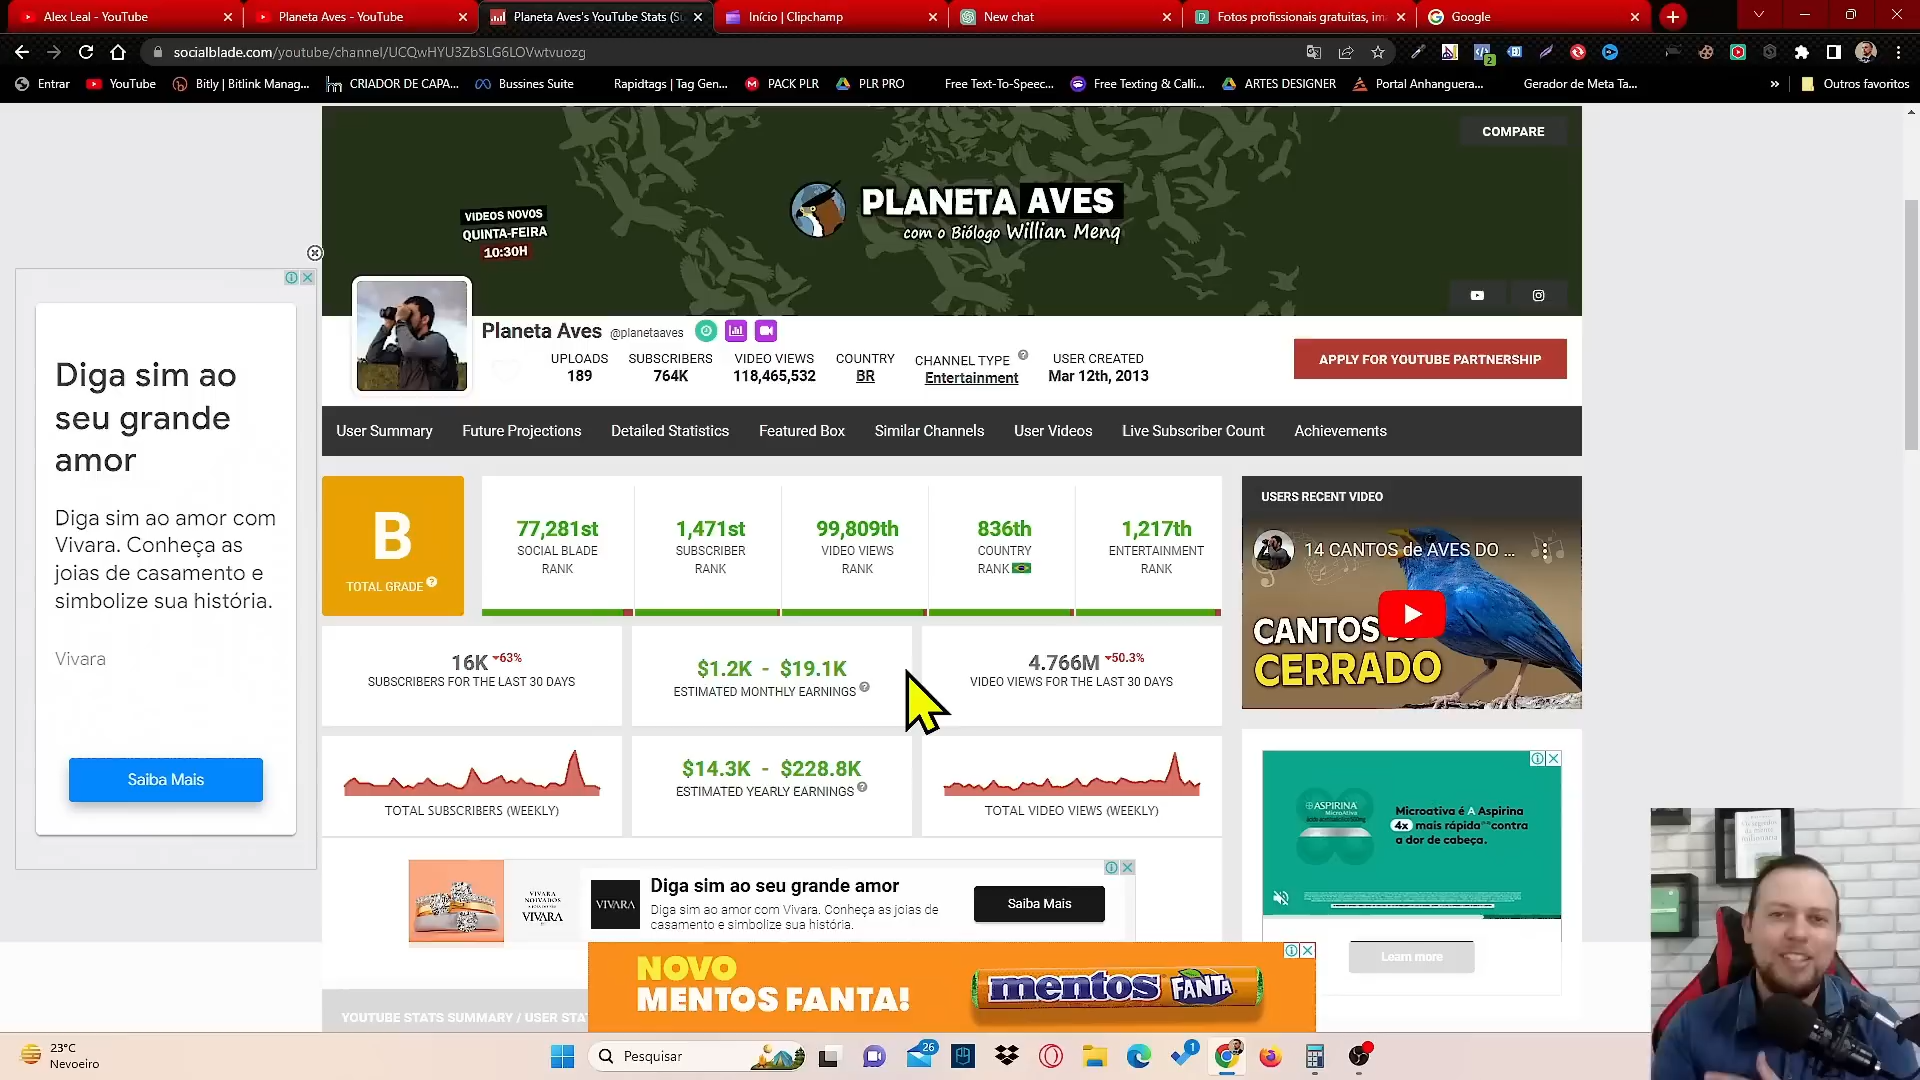 Alex Leal - YouTube
Planeta Aves - YouTube
Planeta Aves's YouTube Stats (Su
Início | Clipchamp
New chat
Fotos profissionais gratuitas, im
Google
socialblade.com/youtube/channel/UCQwHYU3ZbSLG6LOVwtvuozg
2
Entrar
YouTube
Bitly | Bitlink Manag...
CRIADOR DE CAPA...
Bussines Suite
Rapidtags | Tag Gen...
PACK PLR
PLR PRO
Free Text-To-Speec...
Free Texting & Calli...
ARTES DESIGNER
Portal Anhanguera...
Gerador de Meta Ta...
»
Outros favoritos
COMPARE
VIDEOS NOVOS
QUINTA-FEIRA
10:30H
PLANETA AVES
com o Biólogo Willian Menq
Planeta Aves @planetaaves
UPLOADS
189
SUBSCRIBERS
764K
VIDEO VIEWS
118,465,532
COUNTRY
BR
CHANNEL TYPE
Entertainment
USER CREATED
Mar 12th, 2013
APPLY FOR YOUTUBE PARTNERSHIP
User Summary
Future Projections
Detailed Statistics
Featured Box
Similar Channels
User Videos
Live Subscriber Count
Achievements
B
TOTAL GRADE
77,281st
SOCIAL BLADE
RANK
1,471st
SUBSCRIBER
RANK
99,809th
VIDEO VIEWS
RANK
836th
COUNTRY
RANK
1,217th
ENTERTAINMENT
RANK
USERS RECENT VIDEO
14 CANTOS de AVES DO ...
CANTOS
CERRADO
16K -63%
SUBSCRIBERS FOR THE LAST 30 DAYS
$1.2K - $19.1K
ESTIMATED MONTHLY EARNINGS
4.766M -50.3%
VIDEO VIEWS FOR THE LAST 30 DAYS
TOTAL SUBSCRIBERS (WEEKLY)
$14.3K - $228.8K
ESTIMATED YEARLY EARNINGS
TOTAL VIDEO VIEWS (WEEKLY)
Diga sim ao
seu grande
amor
Diga sim ao amor com
Vivara. Conheça as
joias de casamento e
simbolize sua história.
Vivara
Saiba Mais
VIVARA
NOIVADOS
VIVARA
VIVARA
Diga sim ao seu grande amor
Diga sim ao amor com Vivara. Conheça as joias de
casamento e simbolize sua história.
Saiba Mais
ASPIRINA
MicroAtiva
Microativa é A Aspirina
4x mais rápida** contra
a dor de cabeça.
Learn more
NOVO
MENTOS FANTA!
mentos FANTA
YOUTUBE STATS SUMMARY / USER STA
23°C
Nevoeiro
Pesquisar
26
1